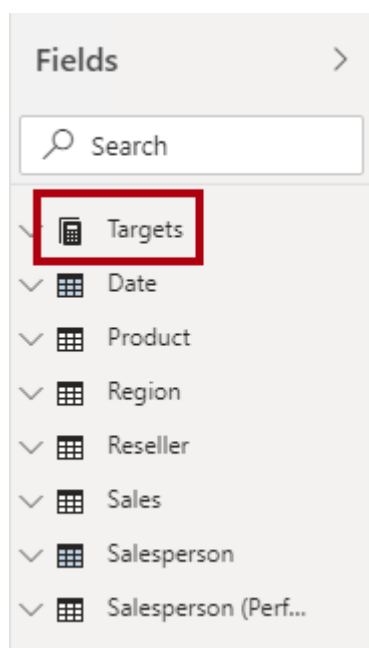 Fields
Search
Targets
Date
Product
Region
Reseller
Sales
Salesperson
Salesperson (Perf...